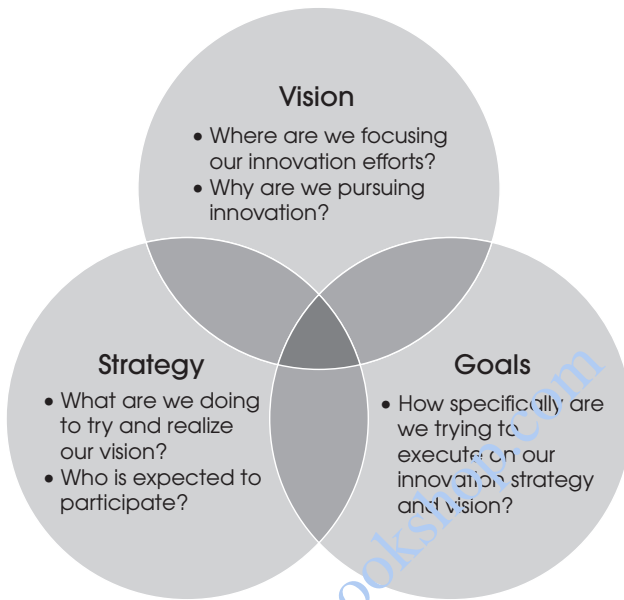 Vision
• Where are we focusing
our innovation efforts?
• Why are we pursuing
innovation?
Strategy
• What are we doing
to try and realize
our vision?
• Who is expected to
participate?
Goals
• How specifically are
we trying to
execute on our
innovation strategy
and vision?
ookshop.com